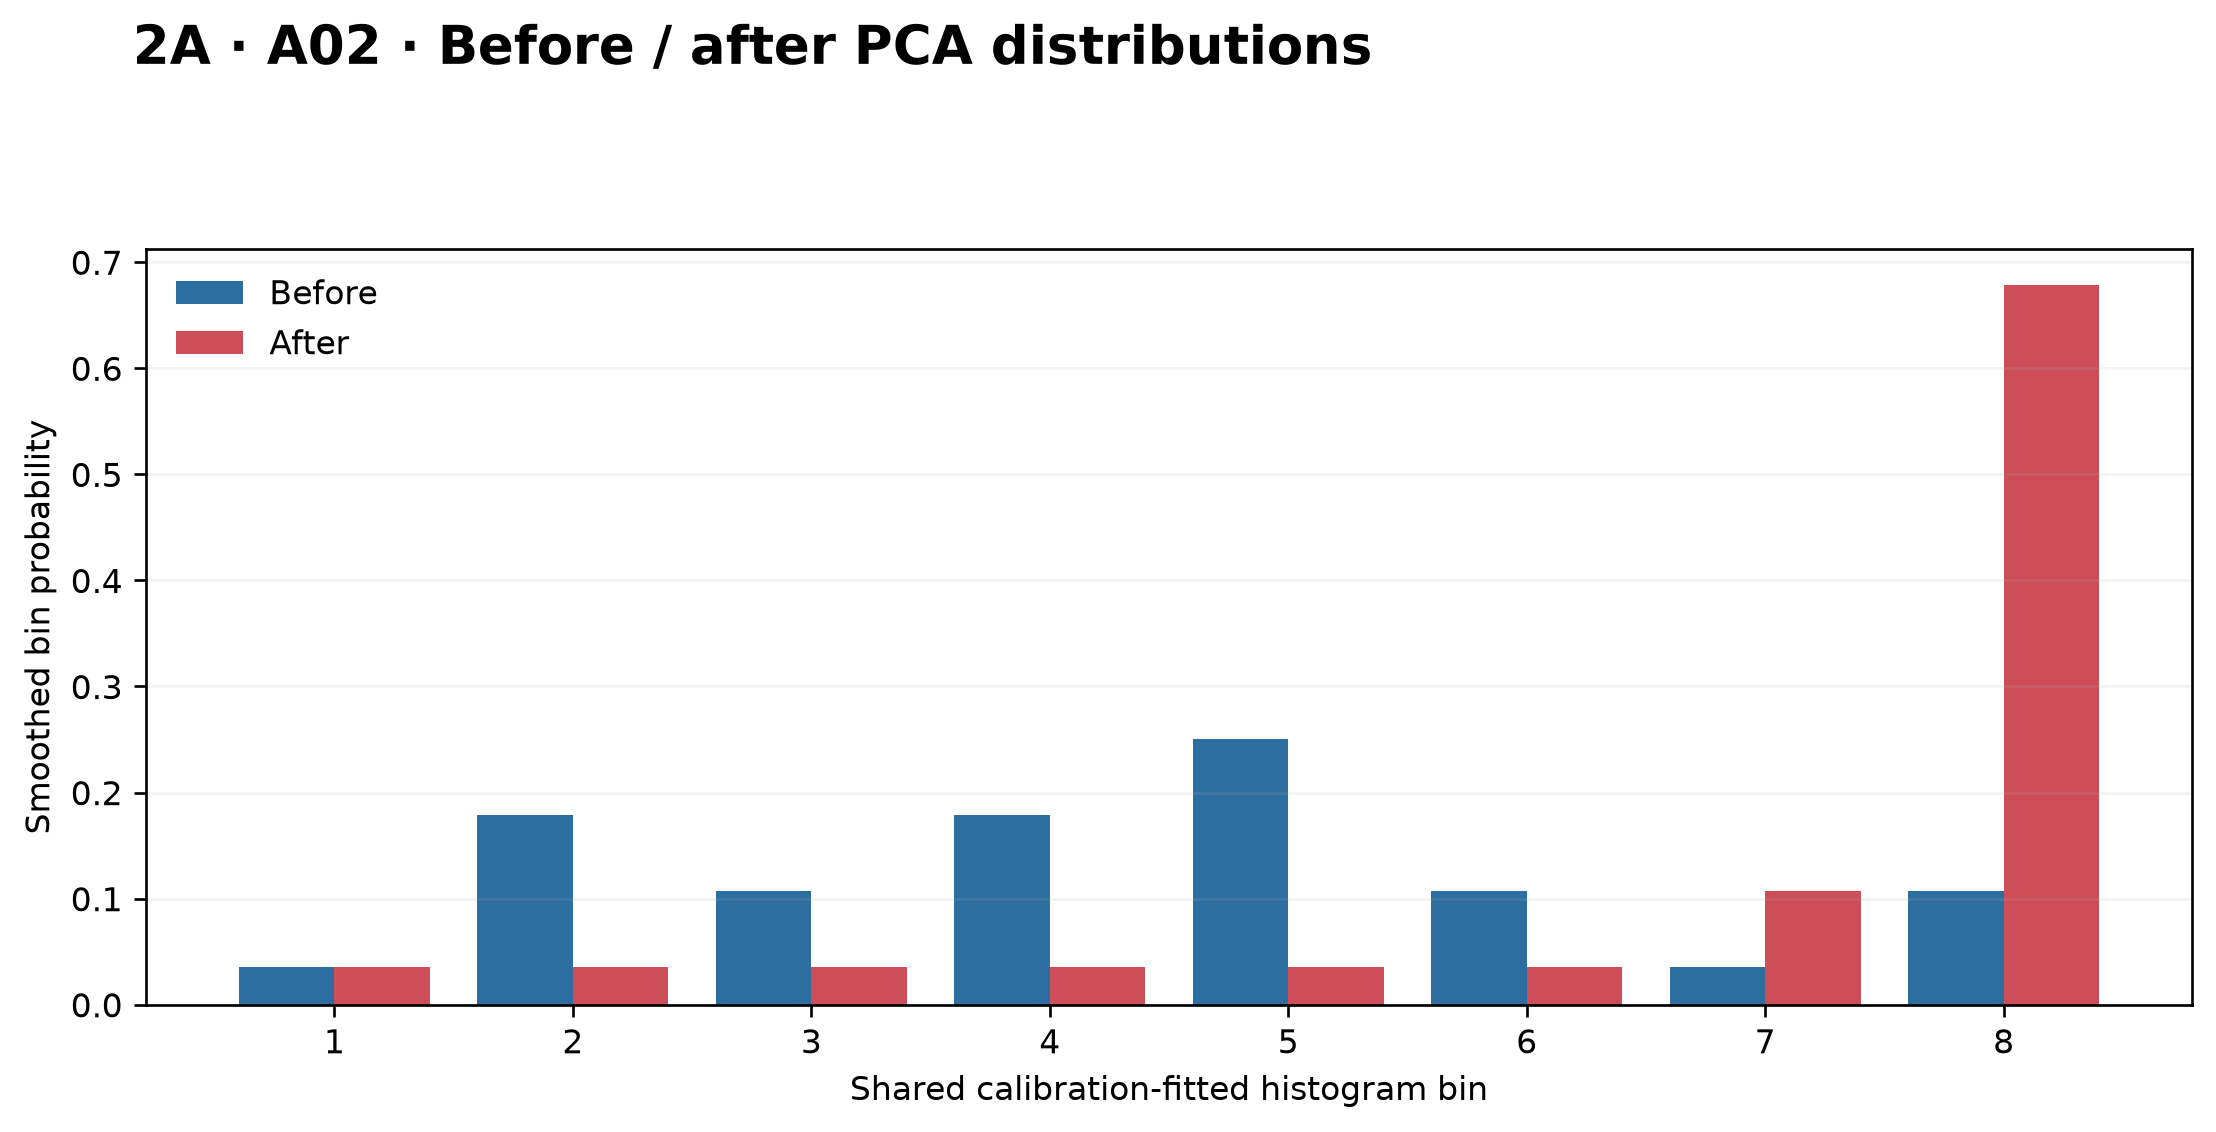 2A · A02 · Before / after PCA distributions
Before
After
Smoothed bin probability
0.7
0.6
0.5
0.4
0.3
0.2
0.1
0.0
1 2 3 4 5 6 7 8
Shared calibration-fitted histogram bin